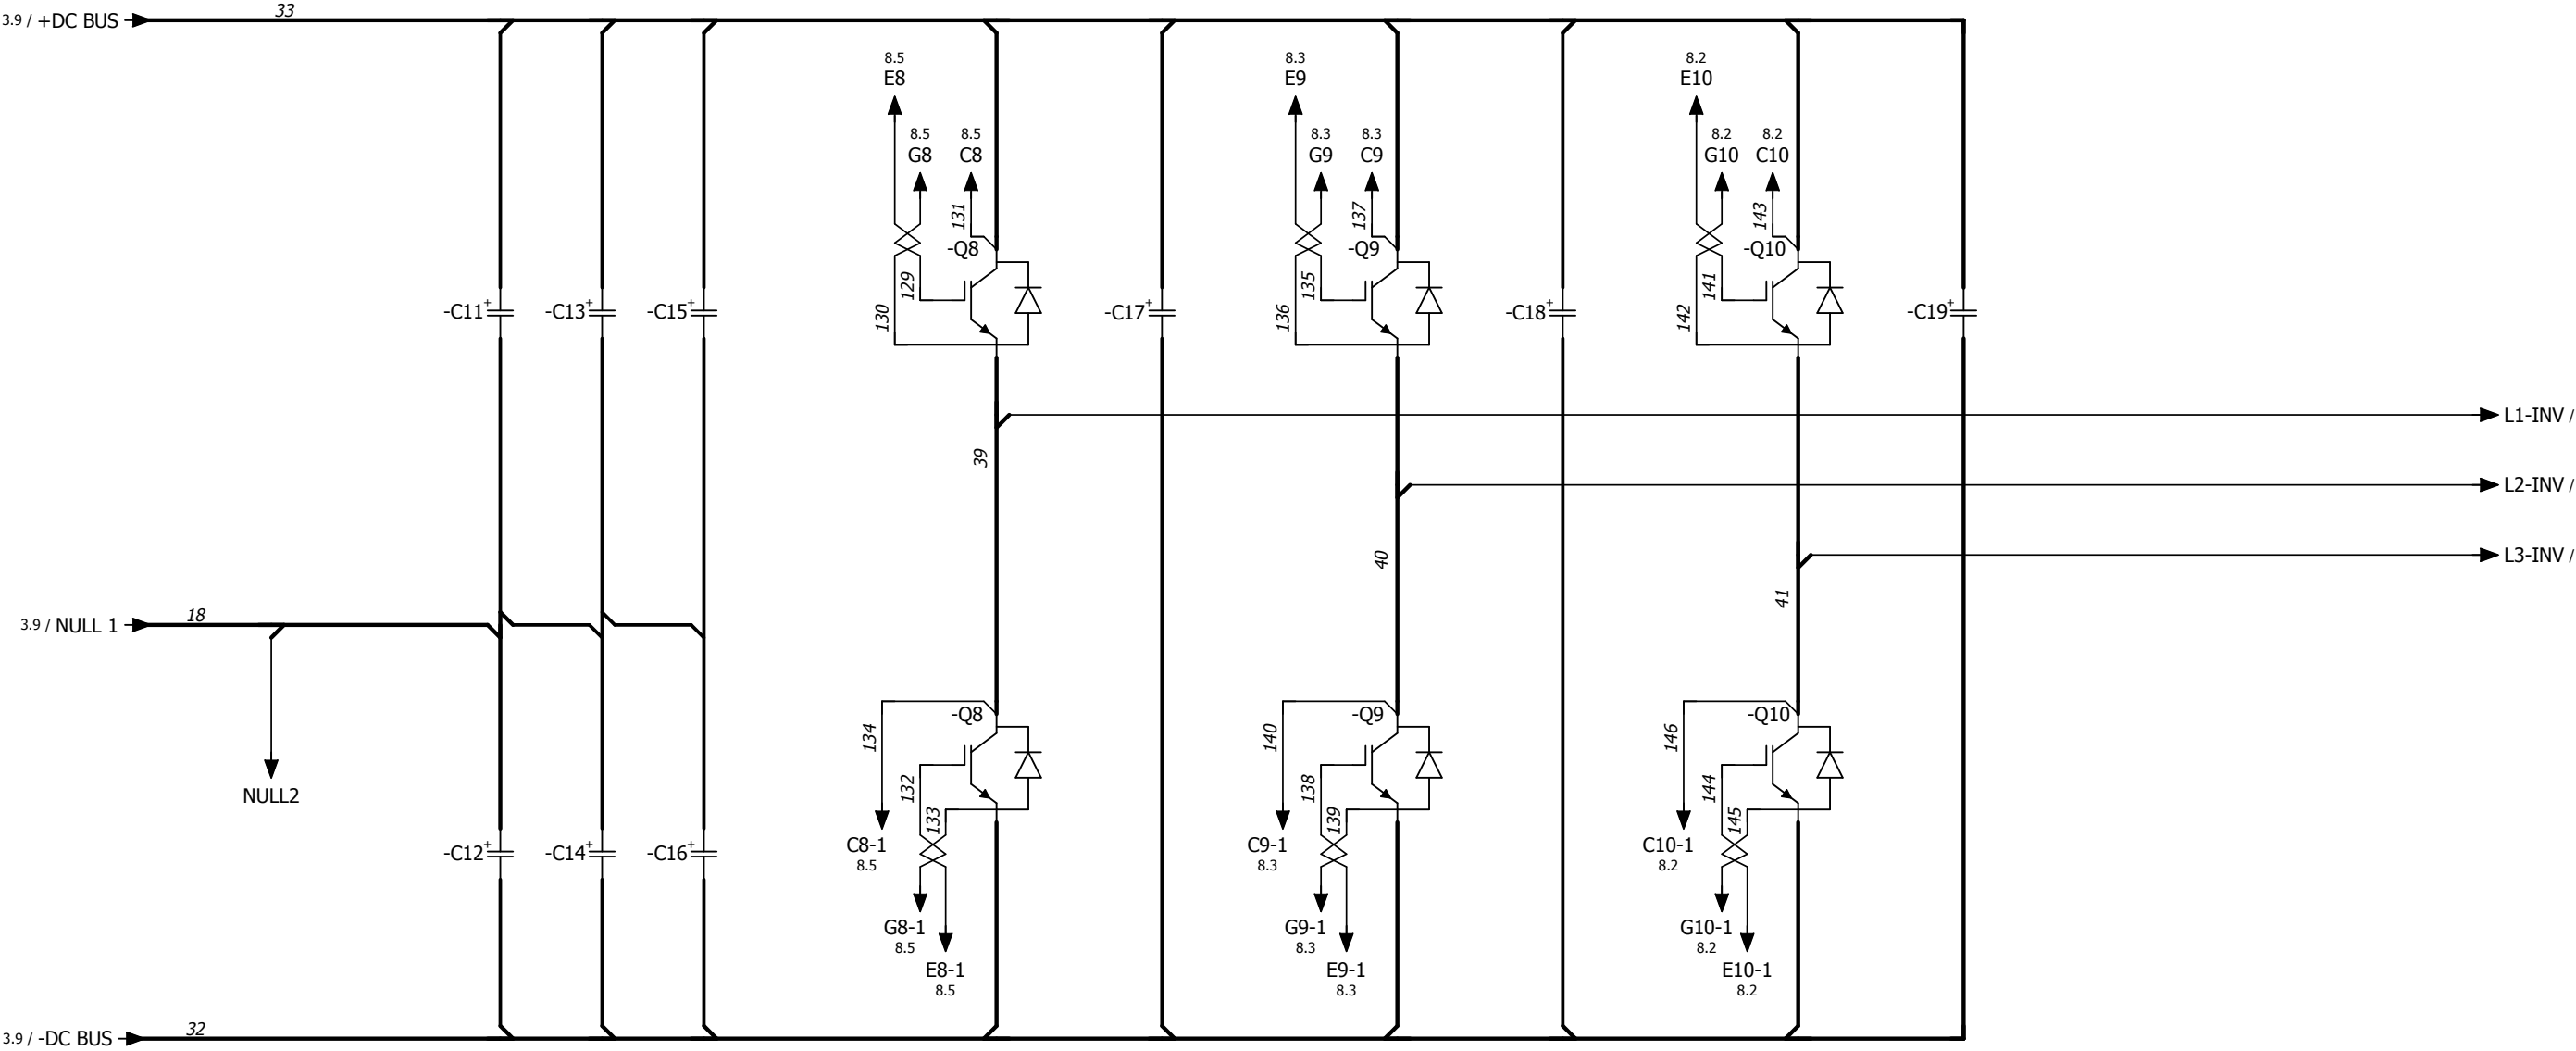 3.9 / +DC BUS
33
8.5
E8
8.3
E9
8.2
E10
8.5
G8
8.5
C8
8.3
G9
8.3
C9
8.2
G10
8.2
C10
131
137
143
-Q8
-Q9
-Q10
129
130
135
136
141
142
-C11+
-C13+
-C15+
-C17+
-C18+
-C19+
L1-INV /
39
L2-INV /
40
L3-INV /
41
3.9 / NULL 1
18
NULL2
-Q8
-Q9
-Q10
134
132
133
140
138
139
146
144
145
-C12+
-C14+
-C16+
C8-1
8.5
C9-1
8.3
C10-1
8.2
G8-1
8.5
G9-1
8.3
G10-1
8.2
E8-1
8.5
E9-1
8.3
E10-1
8.2
3.9 / -DC BUS
32